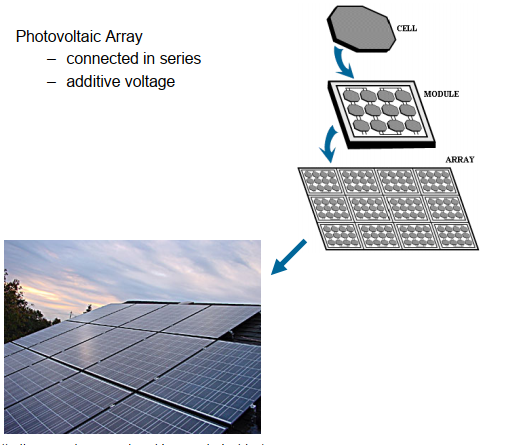 Photovoltaic Array
– connected in series
– additive voltage
CELL
MODULE
ARRAY